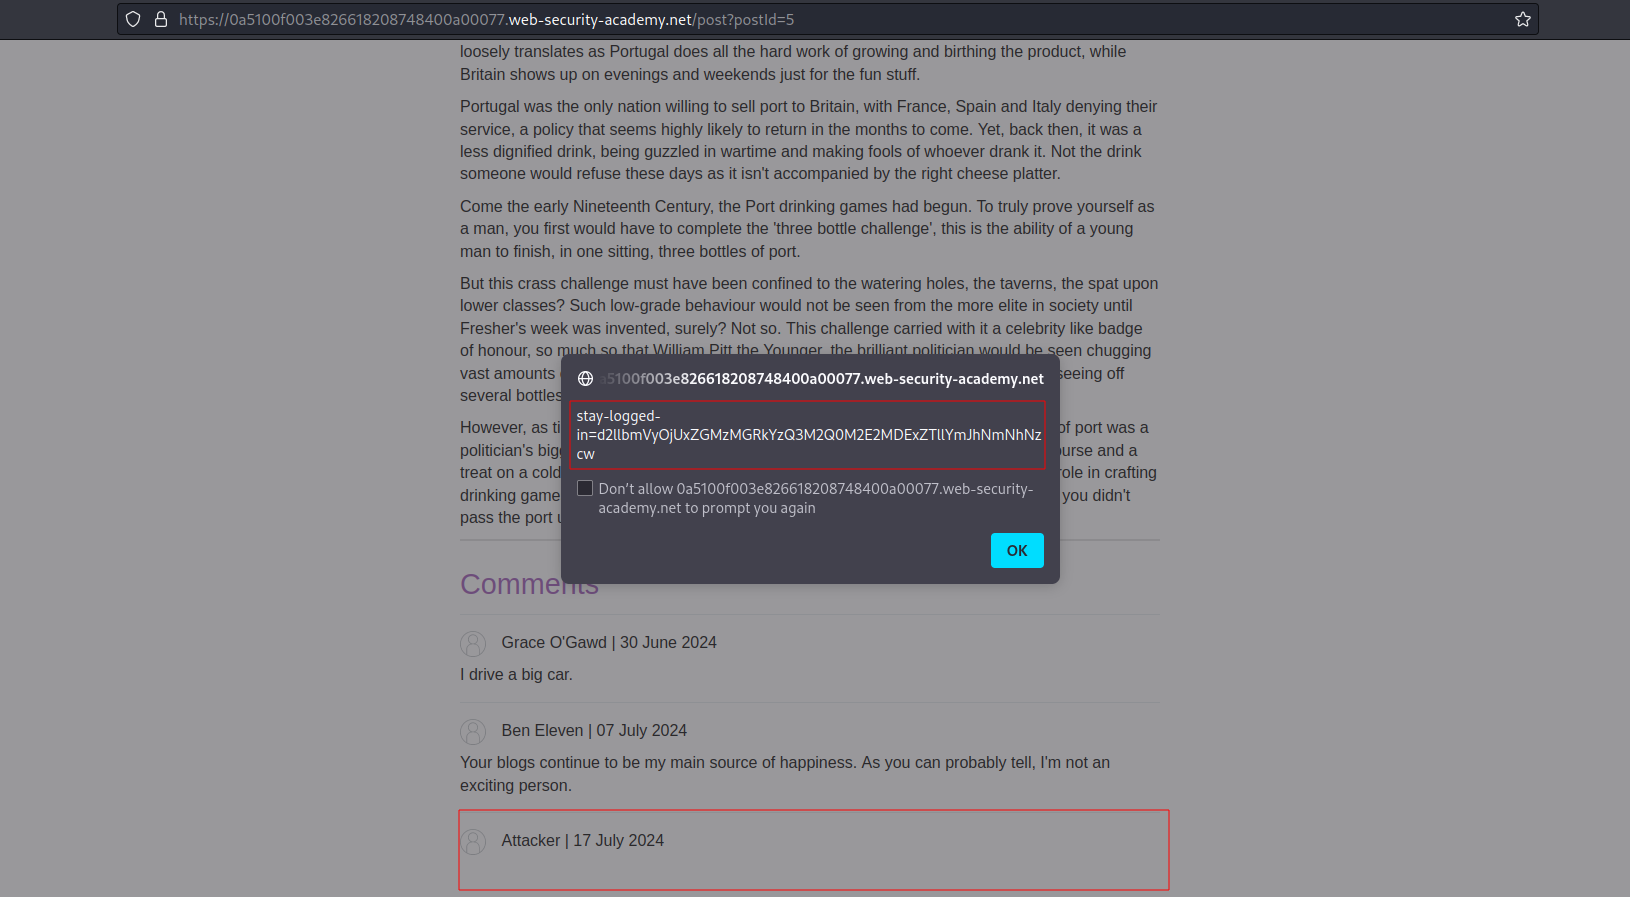 https://0a5100f003e826618208748400a00077.web-security-academy.net/post?postId=5
loosely translates as Portugal does all the hard work of growing and birthing the product, while
Britain shows up on evenings and weekends just for the fun stuff.
Portugal was the only nation willing to sell port to Britain, with France, Spain and Italy denying their
service, a policy that seems highly likely to return in the months to come. Yet, back then, it was a
less dignified drink, being guzzled in wartime and making fools of whoever drank it. Not the drink
someone would refuse these days as it isn't accompanied by the right cheese platter.
Come the early Nineteenth Century, the Port drinking games had begun. To truly prove yourself as
a man, you first would have to complete the 'three bottle challenge', this is the ability of a young
man to finish, in one sitting, three bottles of port.
But this crass challenge must have been confined to the watering holes, the taverns, the spat upon
lower classes? Such low-grade behaviour would not be seen from the more elite in society until
Fresher's week was invented, surely? Not so. This challenge carried with it a celebrity like badge
of honour, so much so that William Pitt the Younger, the brilliant politician would be seen chugging
vast amounts seeing off
several bottles
However, as ti of port was a
politician's big ourse and a
treat on a cold role in crafting
drinking game you didn't
pass the port u
a5100f003e826618208748400a00077.web-security-academy.net
stay-logged-
in=d2llbmVyOjUxZGMzMGRkYzQ3M2Q0M2E2MDExZTllYmJhNmNhNz
cw
Don't allow 0a5100f003e826618208748400a00077.web-security-
academy.net to prompt you again
OK
Comments
Grace O'Gawd | 30 June 2024
I drive a big car.
Ben Eleven | 07 July 2024
Your blogs continue to be my main source of happiness. As you can probably tell, I'm not an
exciting person.
Attacker | 17 July 2024